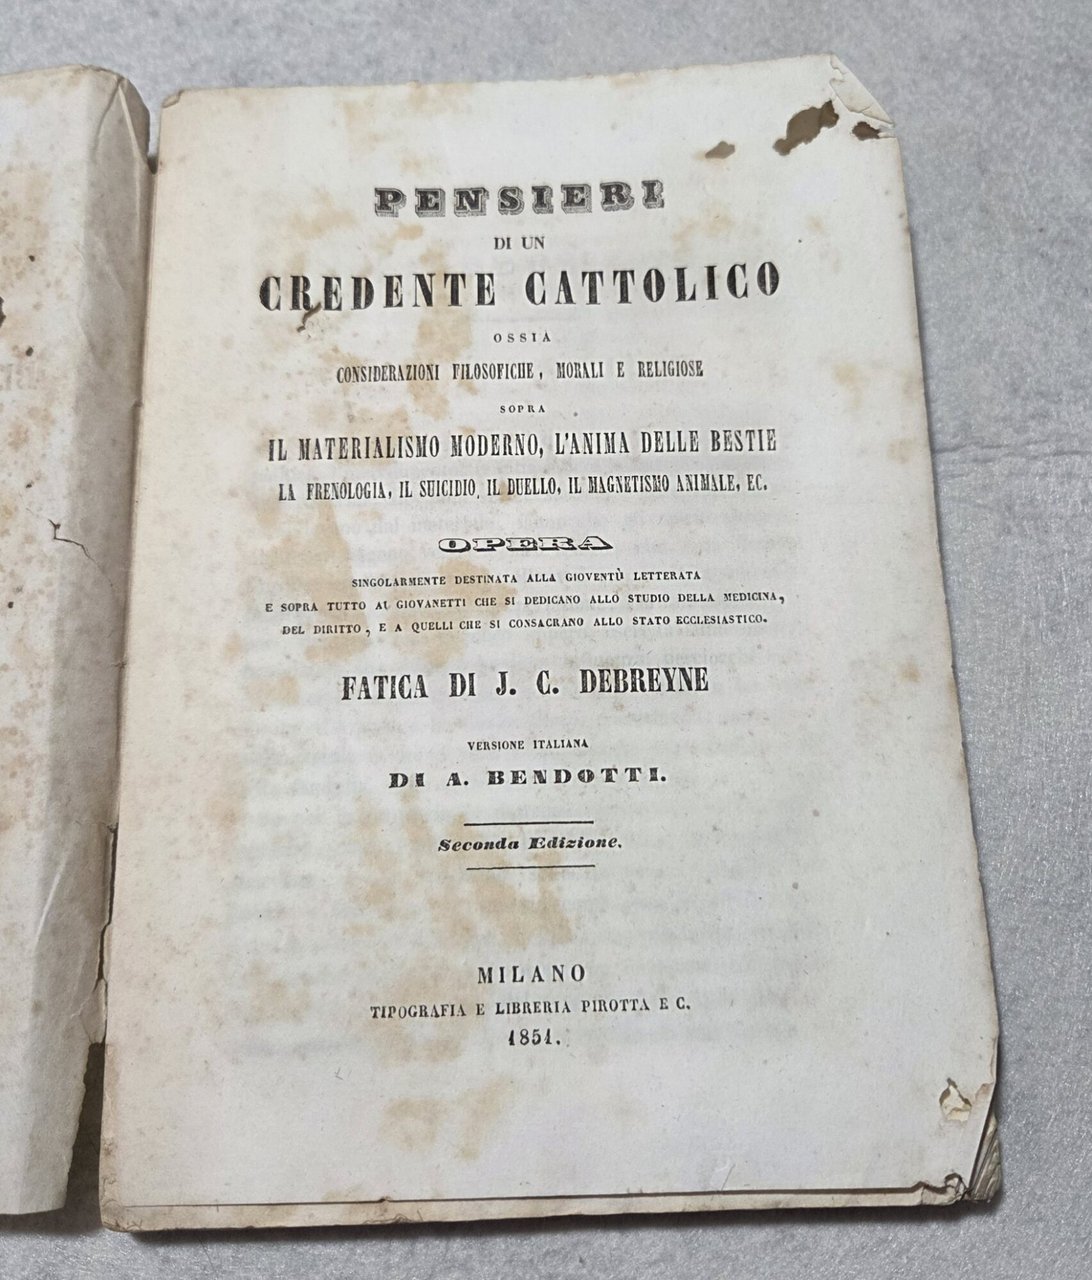 PENSIERI
DI UN
CREDENTE CATTOLICO
OSSIA
CONSIDERAZIONI FILOSOFICHE, MORALI E RELIGIOSE
SOPRA
IL MATERIALISMO MODERNO, L'ANIMA DELLE BESTIE
LA FRENOLOGIA, IL SUICIDIO, IL DUELLO, IL MAGNETISMO ANIMALE, EC.
OPERA
SINGOLARMENTE DESTINATA ALLA GIOVENTÙ LETTERATA
E SOPRA TUTTO AI GIOVANETTI CHE SI DEDICANO ALLO STUDIO DELLA MEDICINA,
DEL DIRITTO, E A QUELLI CHE SI CONSACRANO ALLO STATO ECCLESIASTICO.
FATICA DI J. C. DEBREYNE
VERSIONE ITALIANA
DI A. BENDOTTI.
Seconda Edizione.
MILANO
TIPOGRAFIA E LIBRERIA PIROTTA E C.
1851.